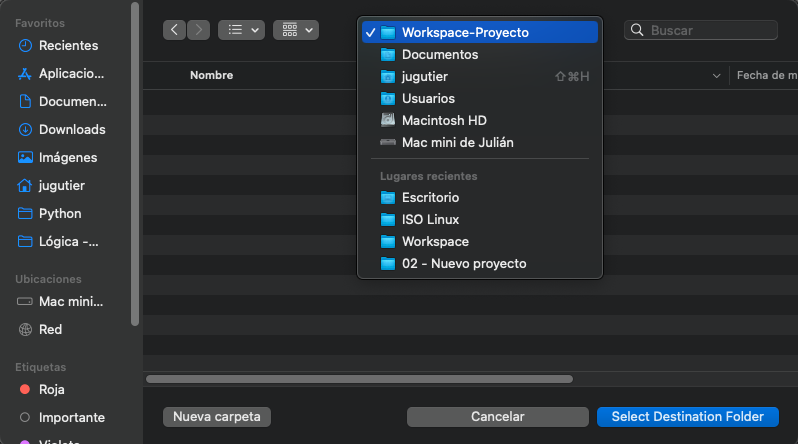 Favoritos
Recientes
Aplicacio...
Documen...
Downloads
Imágenes
jugutier
Python
Lógica -...
Ubicaciones
Mac mini...
Red
Etiquetas
Roja
Importante
Violeta
Workspace-Proyecto
Documentos
jugutier ⇧⌘H
Usuarios
Macintosh HD
Mac mini de Julián
Lugares recientes
Escritorio
ISO Linux
Workspace
02 - Nuevo proyecto
Buscar
Nombre
Fecha de m
Nueva carpeta
Cancelar
Select Destination Folder